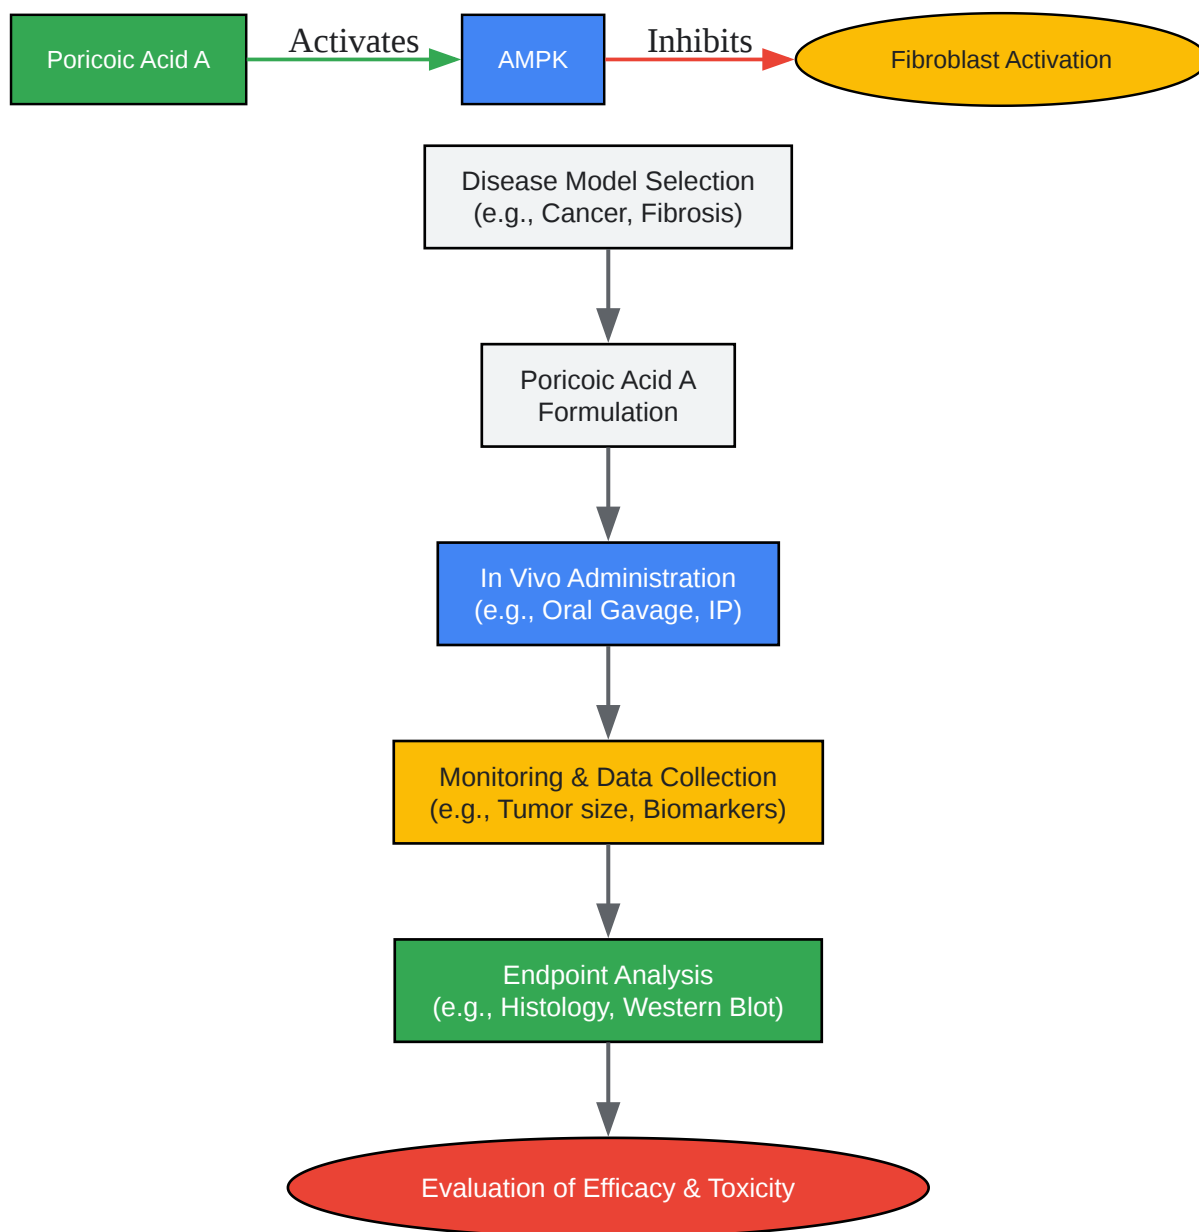 Poricoic Acid A
Activates
AMPK
Inhibits
Fibroblast Activation
Disease Model Selection
(e.g., Cancer, Fibrosis)
Poricoic Acid A
Formulation
In Vivo Administration
(e.g., Oral Gavage, IP)
Monitoring & Data Collection
(e.g., Tumor size, Biomarkers)
Endpoint Analysis
(e.g., Histology, Western Blot)
Evaluation of Efficacy & Toxicity